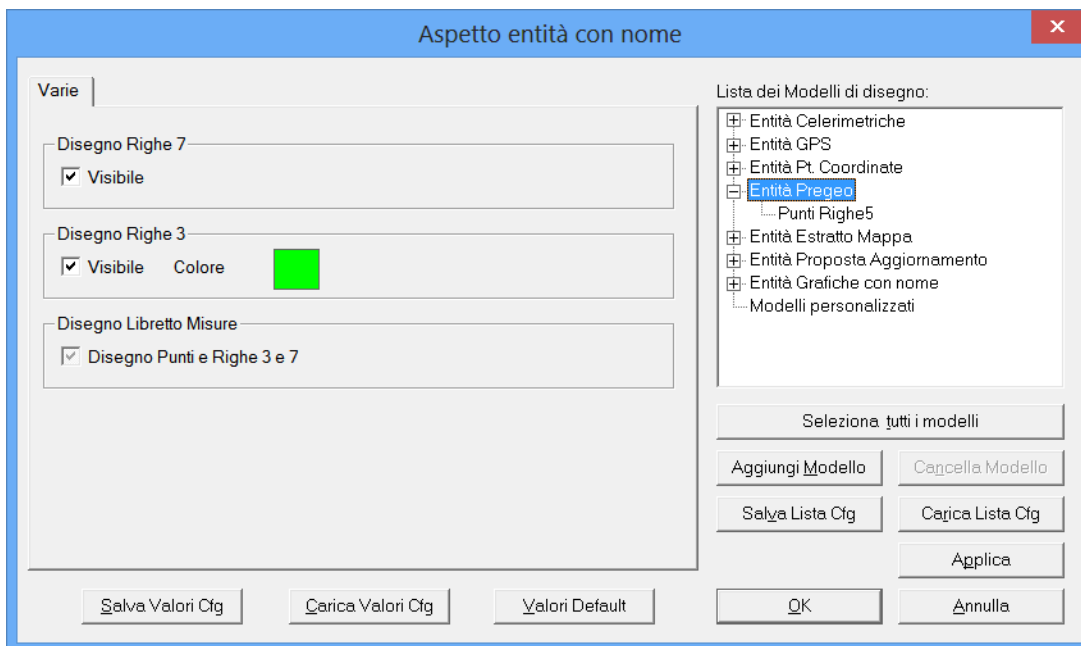 Aspetto entità con nome
x
Varie
Disegno Righe 7
Visibile
Disegno Righe 3
Visibile Colore
Disegno Libretto Misure
Disegno Punti e Righe 3 e 7
Lista dei Modelli di disegno:
Entità Celerimetriche
Entità GPS
Entità Pt. Coordinate
Entità Pregeo
Punti Righe5
Entità Estratto Mappa
Entità Proposta Aggiornamento
Entità Grafiche con nome
Modelli personalizzati
Seleziona tutti i modelli
Aggiungi Modello Cancella Modello
Salva Lista Cfg Carica Lista Cfg
Applica
Salva Valori Cfg Carica Valori Cfg Valori Default OK Annulla